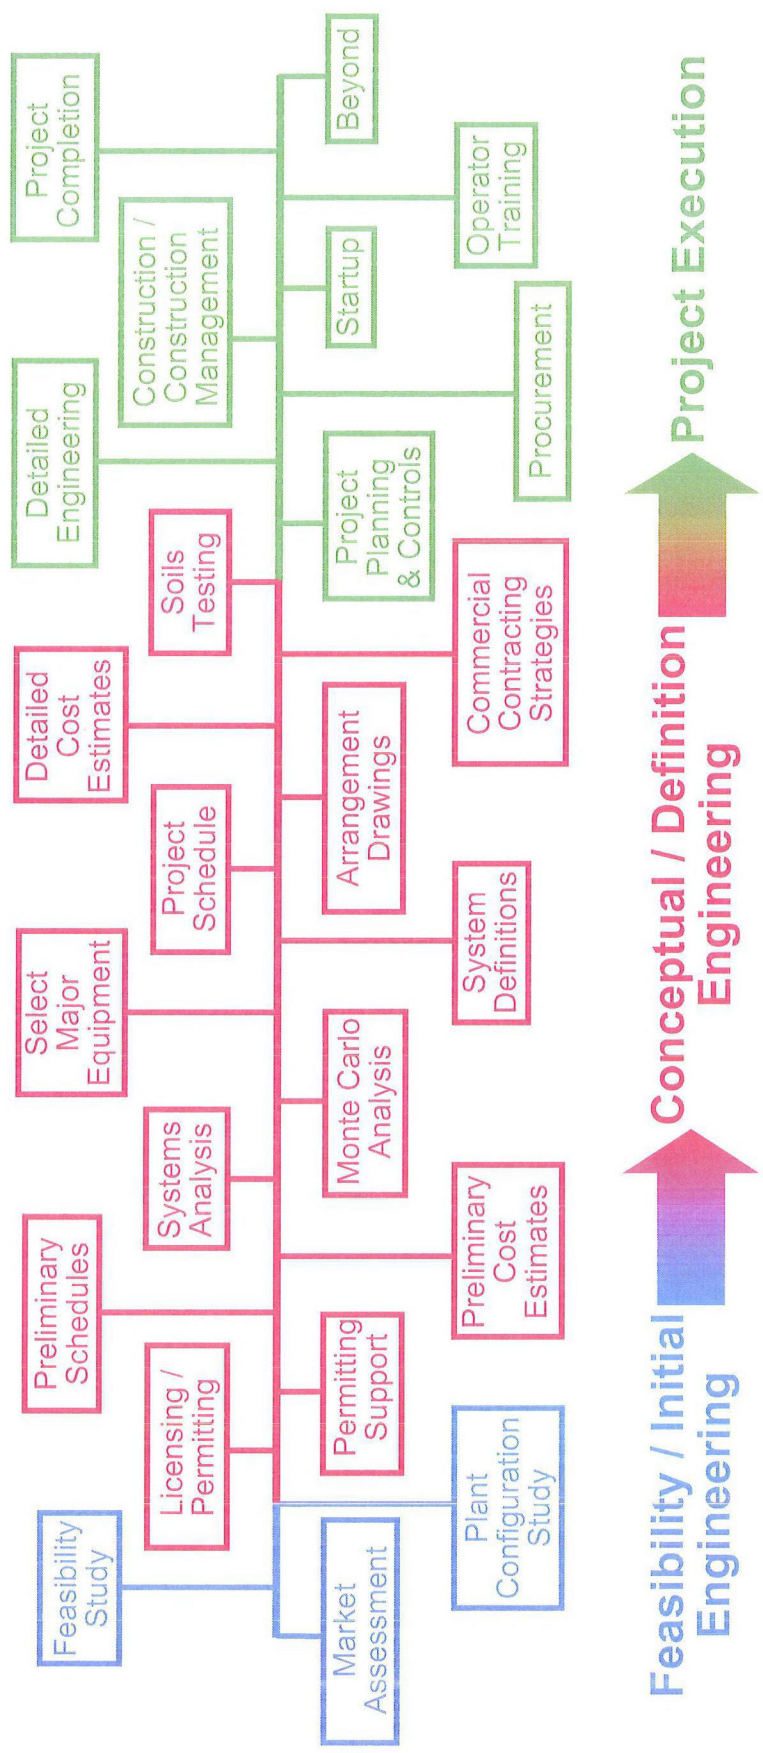 Feasibility
Study
Market
Assessment
Plant
Configuration
Study
Licensing /
Permitting
Permitting
Support
Preliminary
Schedules
Preliminary
Cost
Estimates
Systems
Analysis
Monte Carlo
Analysis
Select
Major
Equipment
System
Definitions
Project
Schedule
Arrangement
Drawings
Detailed
Cost
Estimates
Commercial
Contracting
Strategies
Soils
Testing
Project
Planning
& Controls
Detailed
Engineering
Procurement
Construction /
Construction
Management
Startup
Operator
Training
Project
Completion
Beyond
Feasibility / Initial
Engineering
Conceptual / Definition
Engineering
Project Execution